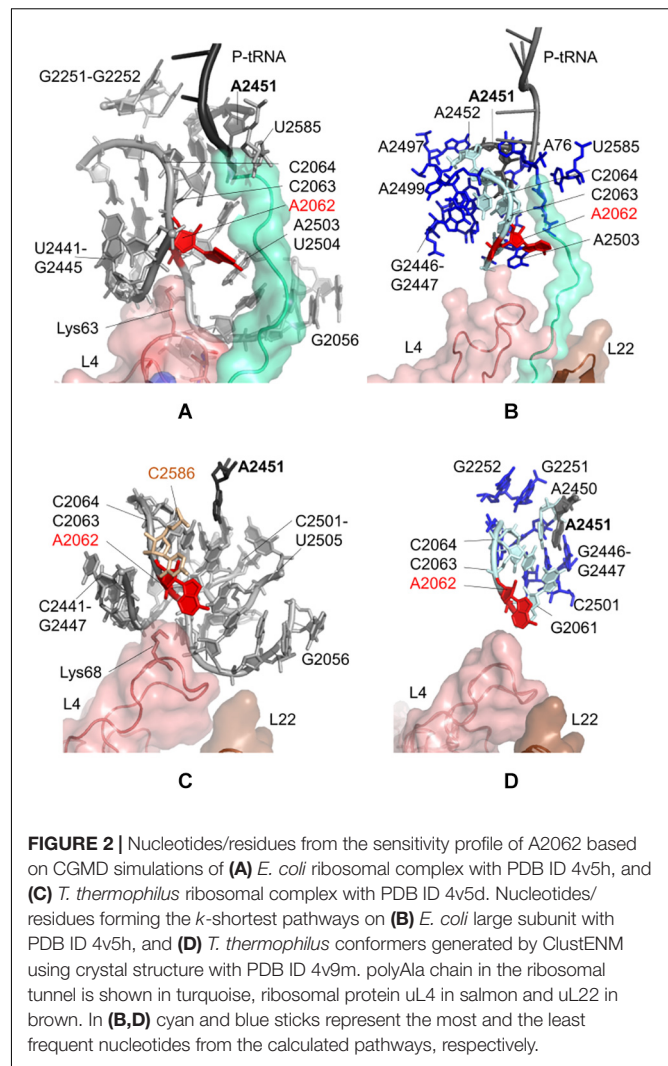 P-tRNA
G2251-G2252
A2451
U2585
C2064
C2063
A2062
A2503
U2504
U2441-
G2445
Lys63
L4
G2056
A
P-tRNA
A2451
A2452
A76
U2585
A2497
C2064
A2499
C2063
A2062
A2503
G2446-
G2447
L4
L22
B
C2586
A2451
C2064
C2063
A2062
C2501-
U2505
C2441-
G2447
Lys68
G2056
L4
L22
C
G2252
G2251
A2450
A2451
C2064
C2063
A2062
G2446-
G2447
C2501
G2061
L4
L22
D
FIGURE 2 | Nucleotides/residues from the sensitivity profile of A2062 based
on CGMD simulations of (A) E. coli ribosomal complex with PDB ID 4v5h, and
(C) T. thermophilus ribosomal complex with PDB ID 4v5d. Nucleotides/
residues forming the k-shortest pathways on (B) E. coli large subunit with
PDB ID 4v5h, and (D) T. thermophilus conformers generated by ClustENM
using crystal structure with PDB ID 4v9m. polyAla chain in the ribosomal
tunnel is shown in turquoise, ribosomal protein uL4 in salmon and uL22 in
brown. In (B,D) cyan and blue sticks represent the most and the least
frequent nucleotides from the calculated pathways, respectively.